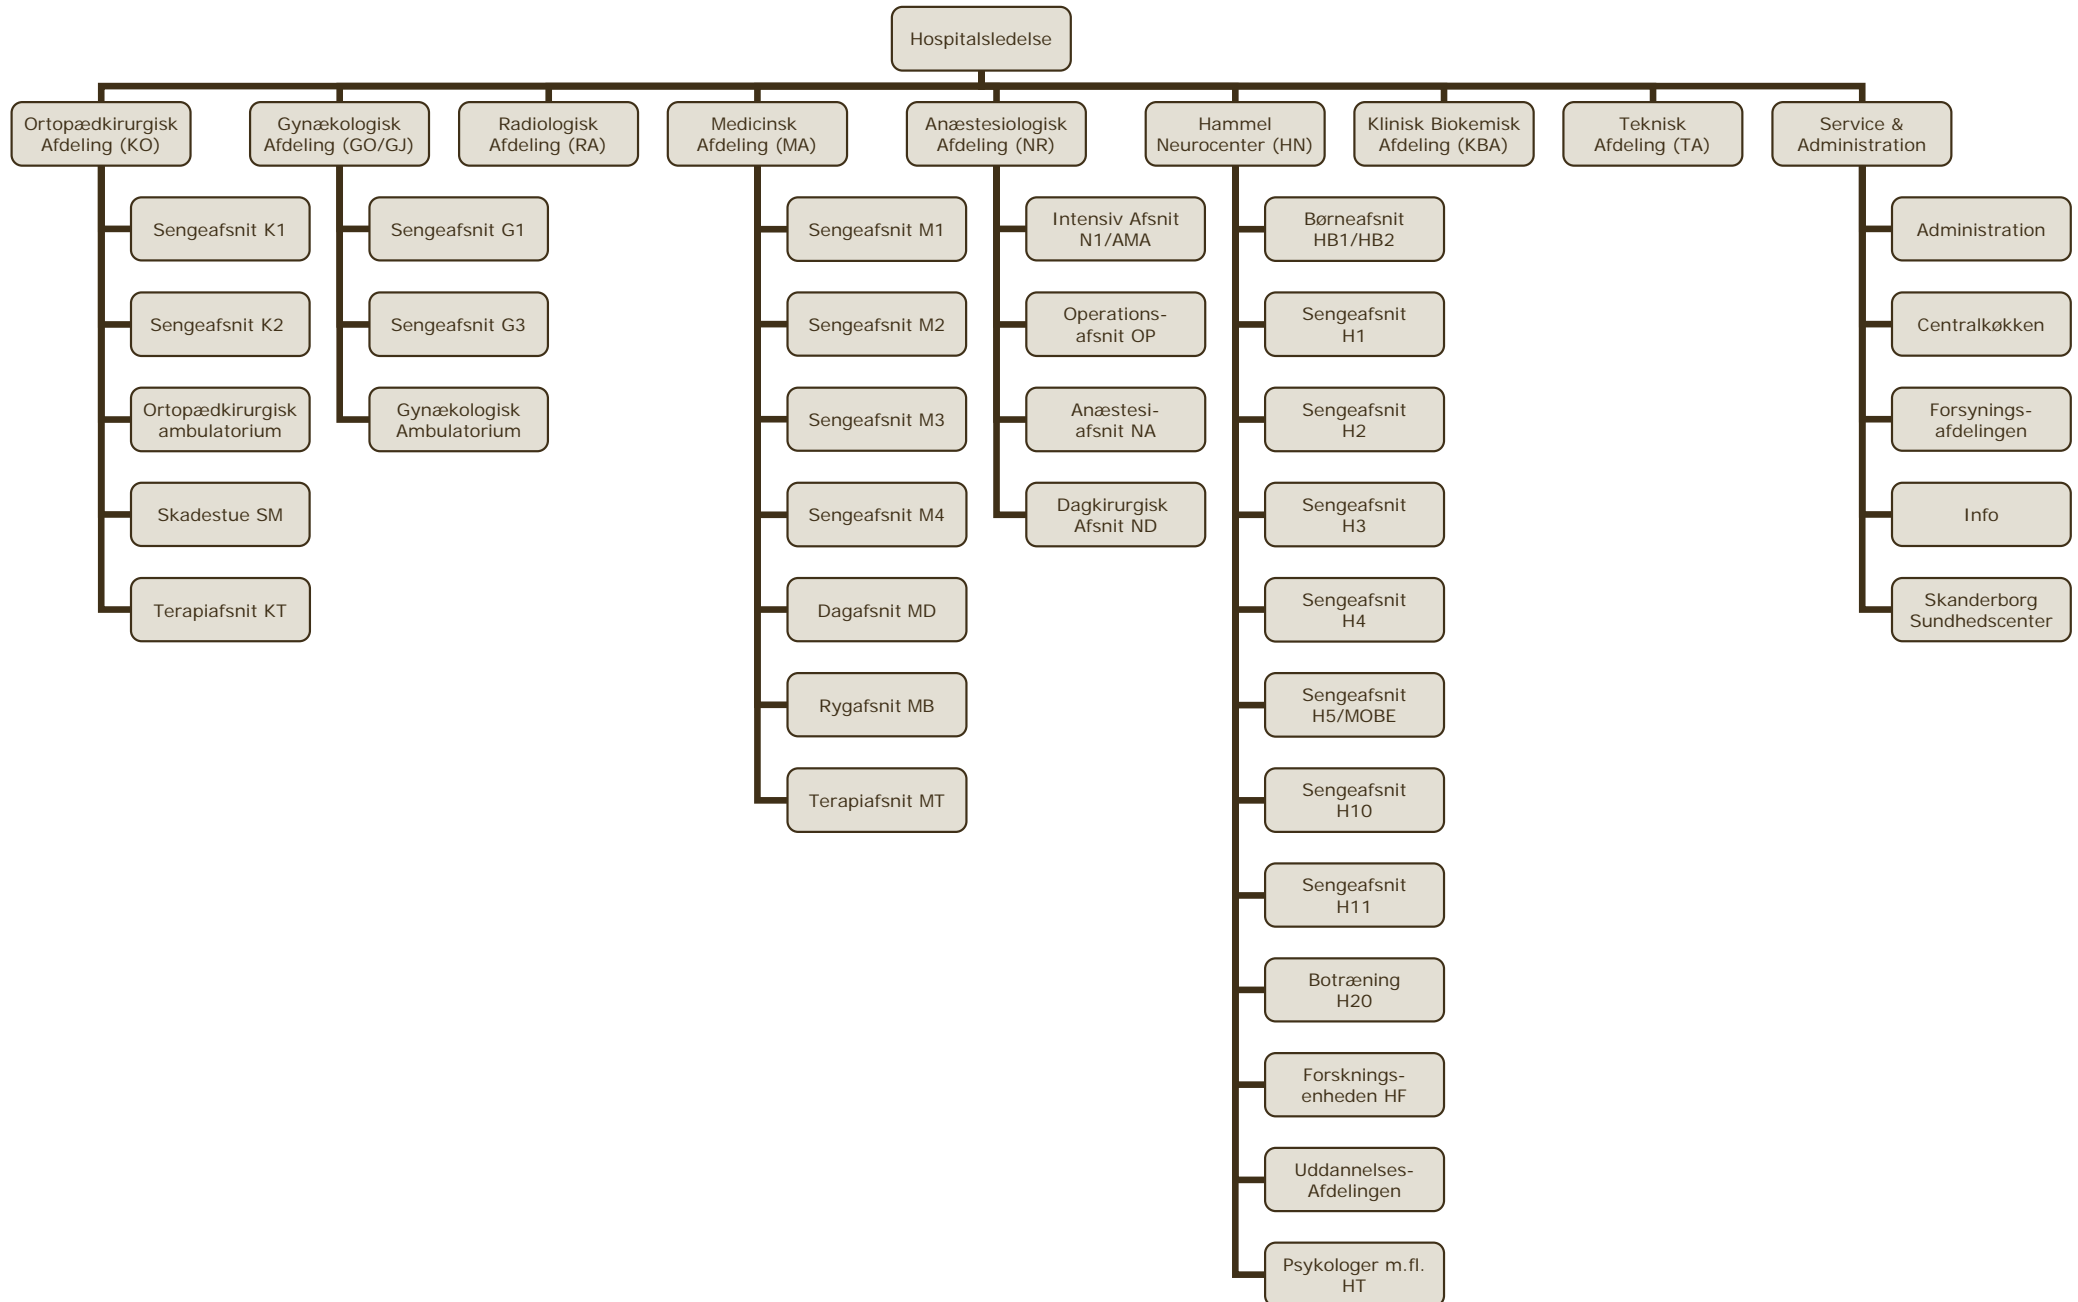 Hospitalsledelse
Ortopædkirurgisk
Afdeling (KO)
Gynækologisk
Afdeling (GO/GJ)
Radiologisk
Afdeling (RA)
Medicinsk
Afdeling (MA)
Anæstesiologisk
Afdeling (NR)
Hammel
Neurocenter (HN)
Klinisk Biokemisk
Afdeling (KBA)
Teknisk
Afdeling (TA)
Service &
Administration
Sengeafsnit K1
Sengeafsnit K2
Ortopædkirurgisk
ambulatorium
Skadestue SM
Terapiafsnit KT
Sengeafsnit G1
Sengeafsnit G3
Gynækologisk
Ambulatorium
Sengeafsnit M1
Sengeafsnit M2
Sengeafsnit M3
Sengeafsnit M4
Dagafsnit MD
Rygafsnit MB
Terapiafsnit MT
Intensiv Afsnit
N1/AMA
Operations-
afsnit OP
Anæstesi-
afsnit NA
Dagkirurgisk
Afsnit ND
Børneafsnit
HB1/HB2
Sengeafsnit
H1
Sengeafsnit
H2
Sengeafsnit
H3
Sengeafsnit
H4
Sengeafsnit
H5/MOBE
Sengeafsnit
H10
Sengeafsnit
H11
Botræning
H20
Forsknings-
enheden HF
Uddannelses-
Afdelingen
Psykologer m.fl.
HT
Administration
Centralkøkken
Forsynings-
afdelingen
Info
Skanderborg
Sundhedscenter